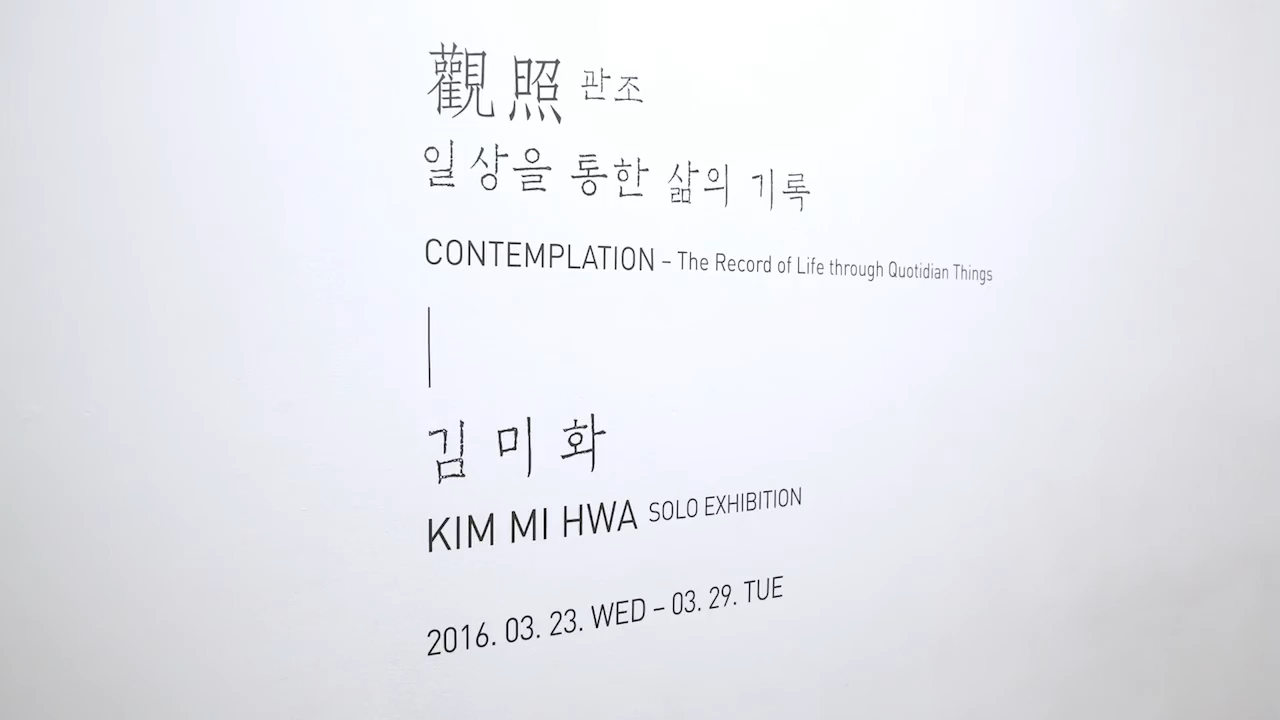 觀照 관조
일상을 통한 삶의 기록
CONTEMPLATION – The Record of Life through Quotidian Things
김미화
KIM MI HWA SOLO EXHIBITION
2016. 03. 23. WED – 03. 29. TUE